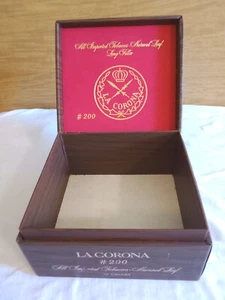 All Imported Tobacco - Natural Leaf
Long Filler
LA CORONA
# 200
LA CORONA
# 200
All Imported Tobacco - Natural Leaf